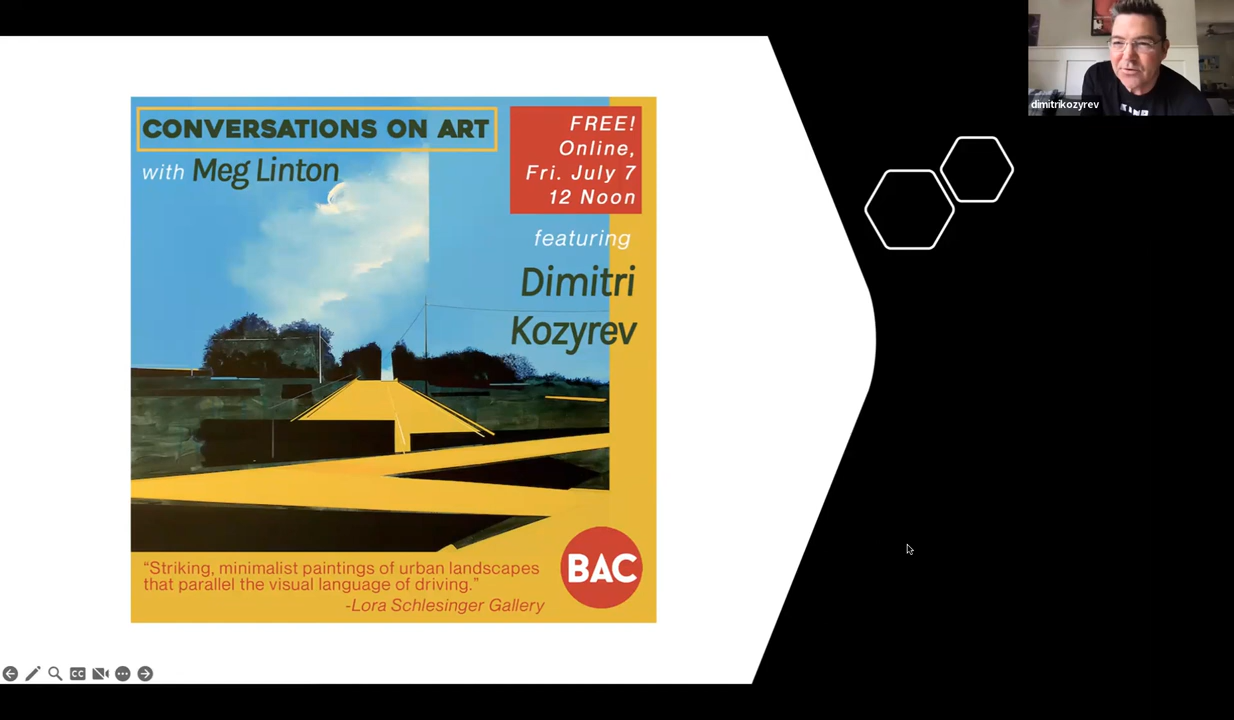 CONVERSATIONS ON ART
with Meg Linton
FREE!
Online,
Fri. July 7
12 Noon
featuring
Dimitri
Kozyrev
“Striking, minimalist paintings of urban landscapes
that parallel the visual language of driving.”
-Lora Schlesinger Gallery
BAC
dimitrikozyrev
CC